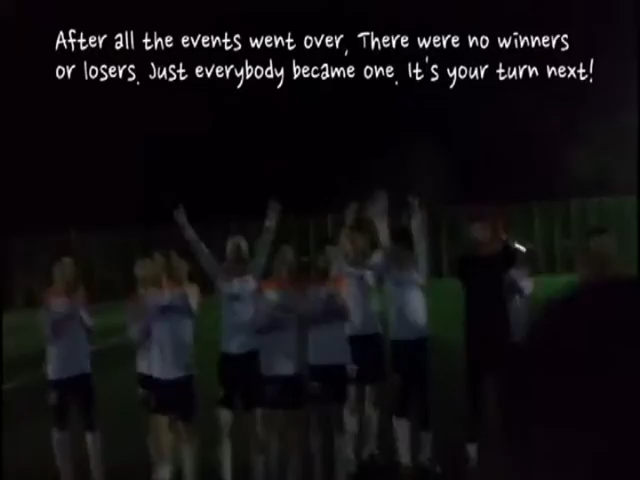 After all the events went over, There were no winners
or losers. Just everybody became one. It's your turn next!